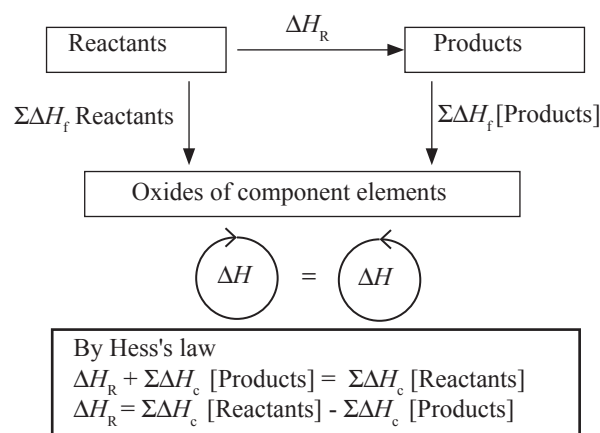 ΔH_R
Reactants Products
ΣΔH_f Reactants ΣΔH_f [Products]
Oxides of component elements
ΔH = ΔH
By Hess's law
ΔH_R + ΣΔH_c [Products] = ΣΔH_c [Reactants]
ΔH_R = ΣΔH_c [Reactants] - ΣΔH_c [Products]